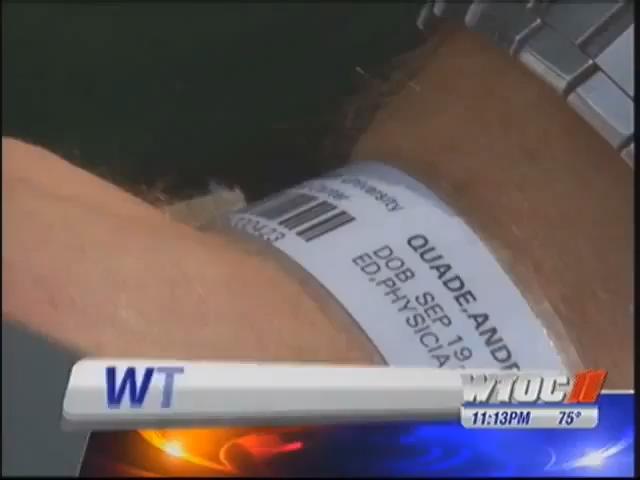 University
QUADE,ANDR
DOB SEP 19,
ED,PHYSICIA
WT
WTOC 11
11:13PM 75°